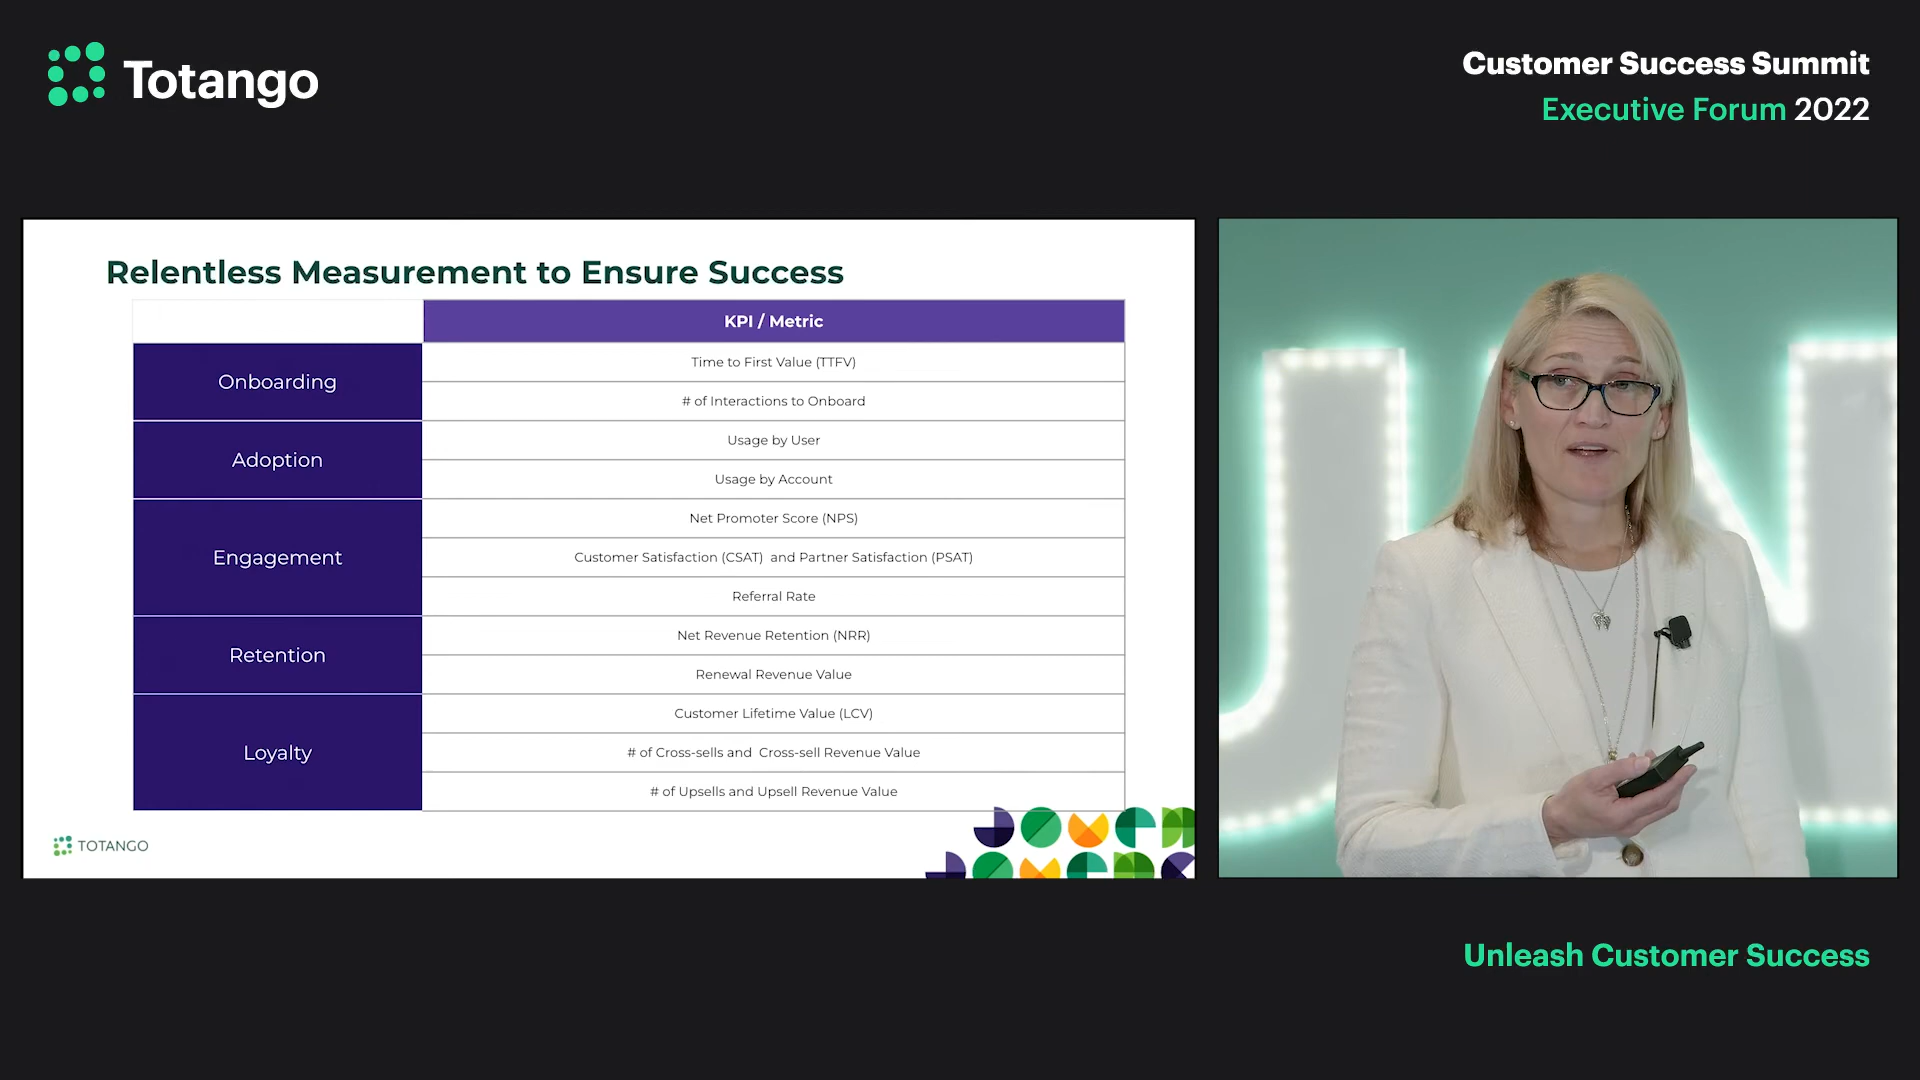 Totango
Customer Success Summit
Executive Forum 2022
Relentless Measurement to Ensure Success
KPI / Metric
Onboarding
Time to First Value (TTFV)
# of Interactions to Onboard
Adoption
Usage by User
Usage by Account
Engagement
Net Promoter Score (NPS)
Customer Satisfaction (CSAT)  and Partner Satisfaction (PSAT)
Referral Rate
Retention
Net Revenue Retention (NRR)
Renewal Revenue Value
Loyalty
Customer Lifetime Value (LCV)
# of Cross-sells and  Cross-sell Revenue Value
# of Upsells and Upsell Revenue Value
TOTANGO
UN
Unleash Customer Success